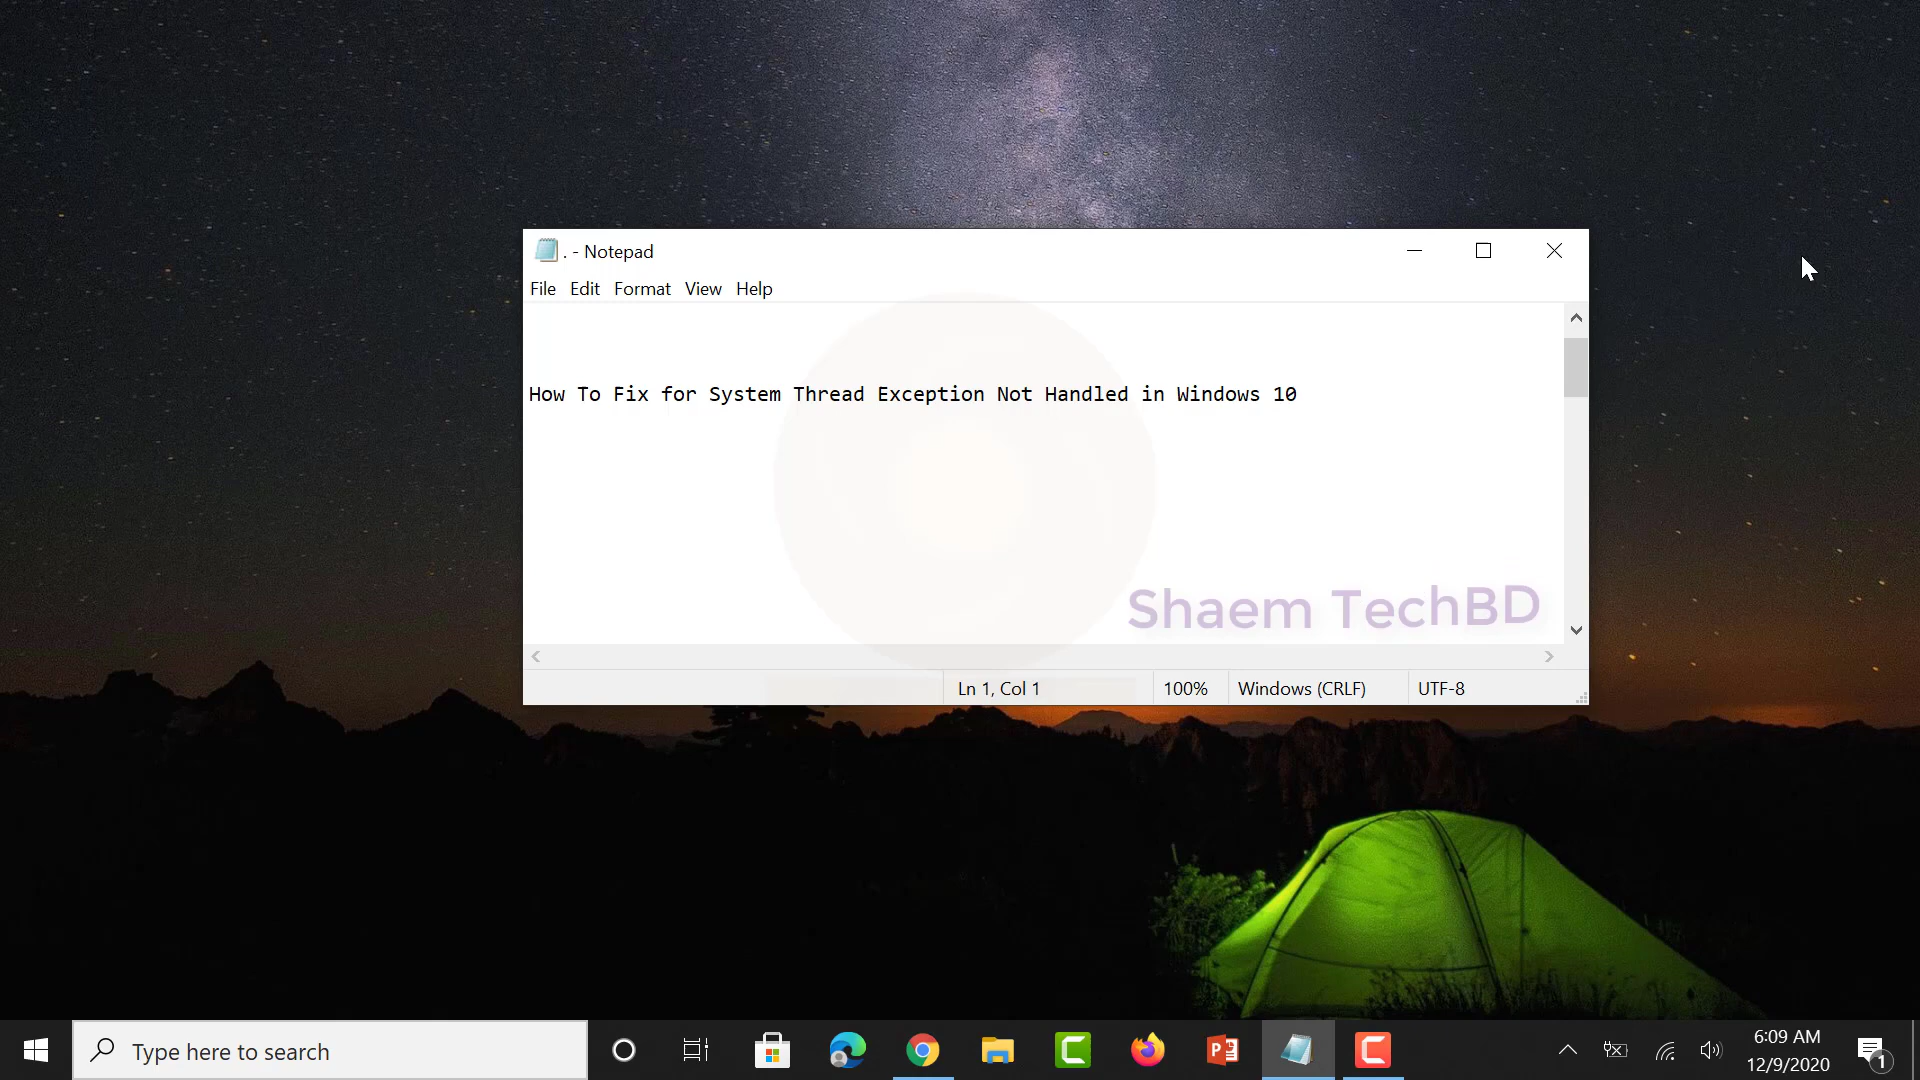 . - Notepad
File Edit Format View Help
How To Fix for System Thread Exception Not Handled in Windows 10
Shaem TechBD
Ln 1, Col 1 100% Windows (CRLF) UTF-8
Type here to search
6:09 AM
12/9/2020
1